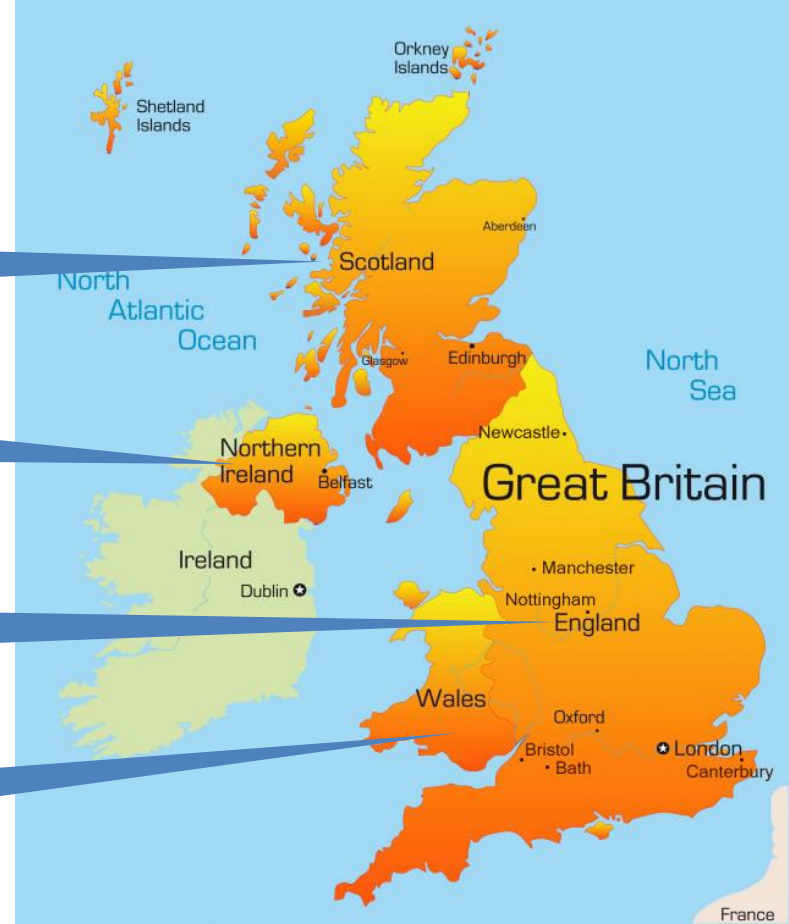 Orkney
Islands
Shetland
Islands
Aberdeen
Scotland
North
Atlantic
Ocean
Glasgow
Edinburgh
North
Sea
Newcastle
Northern
Ireland
Belfast
Great Britain
Ireland
Dublin
Manchester
Nottingham
England
Wales
Oxford
Bristol
London
Bath
Canterbury
France